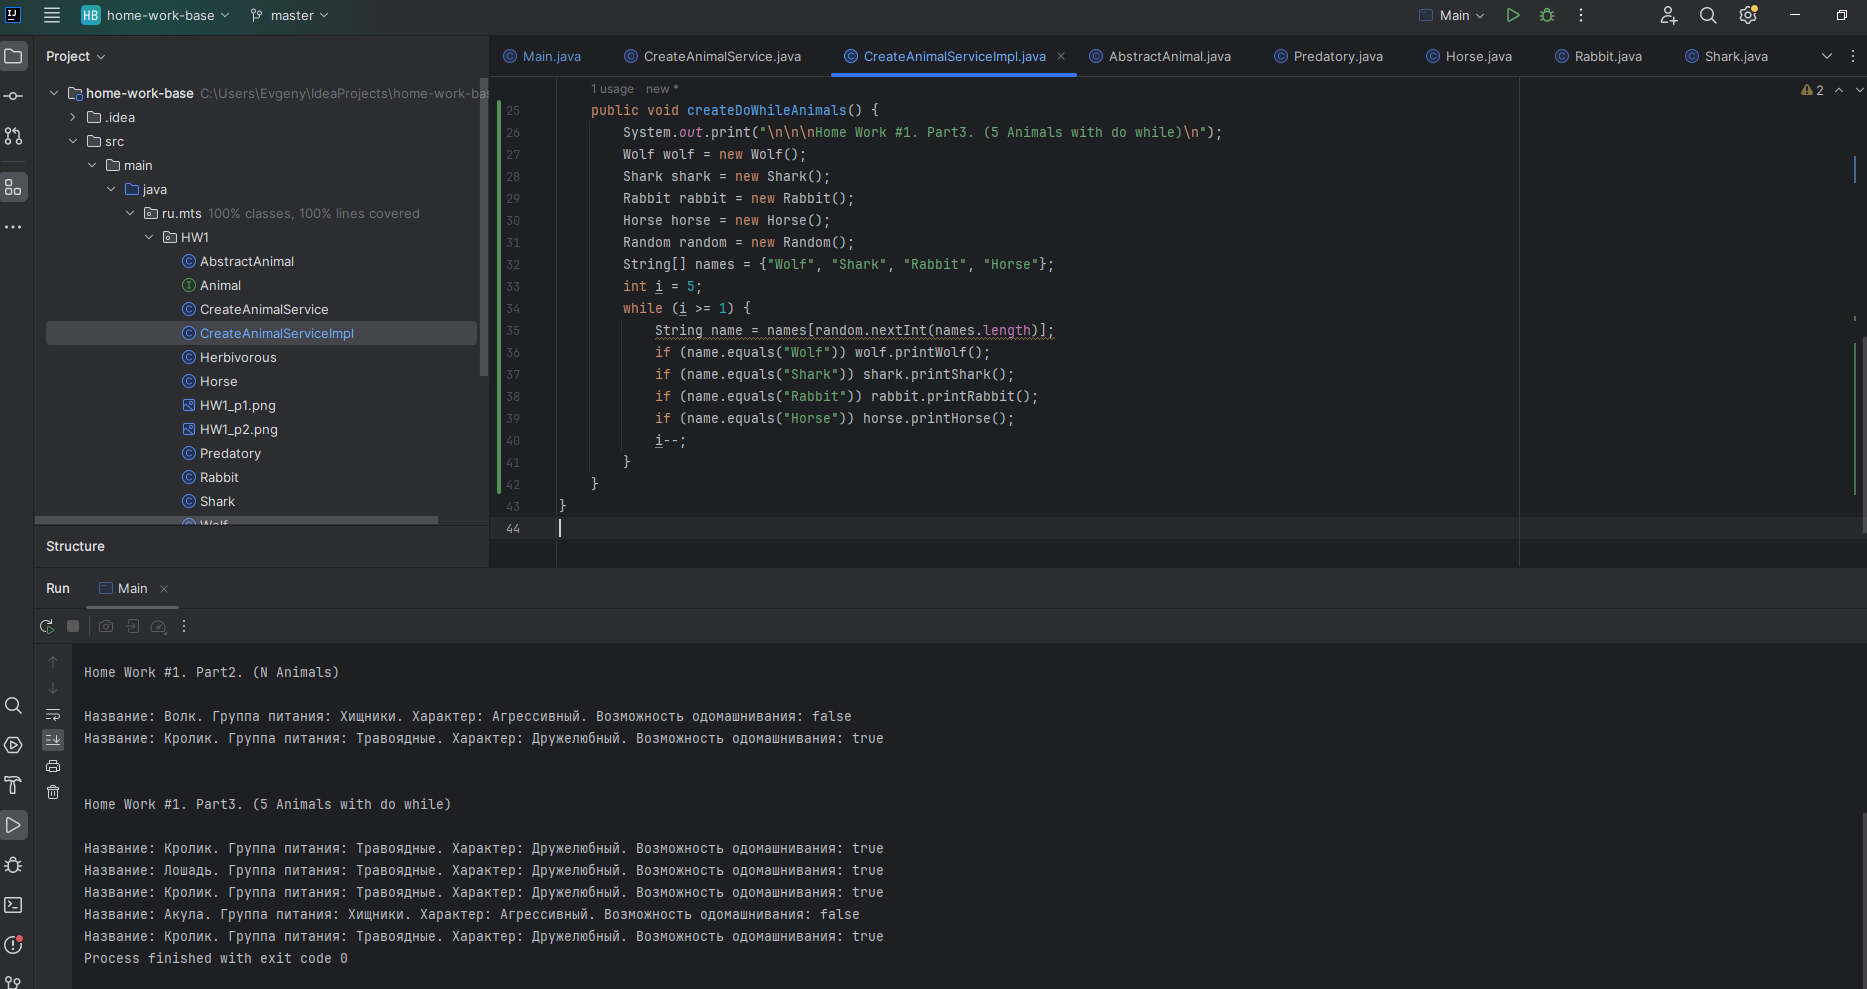 HB home-work-base master Main
Project
Main.java CreateAnimalService.java CreateAnimalServiceImpl.java AbstractAnimal.java Predatory.java Horse.java Rabbit.java Shark.java
home-work-base C:\Users\Evgeny\IdeaProjects\home-work-bas
.idea
src
main
java
ru.mts 100% classes, 100% lines covered
HW1
AbstractAnimal
Animal
CreateAnimalService
CreateAnimalServiceImpl
Herbivorous
Horse
HW1_p1.png
HW1_p2.png
Predatory
Rabbit
Shark
Wolf
Structure
1 usage new *
2
25 public void createDoWhileAnimals() {
26 System.out.print("\n\n\nHome Work #1. Part3. (5 Animals with do while)\n");
27 Wolf wolf = new Wolf();
28 Shark shark = new Shark();
29 Rabbit rabbit = new Rabbit();
30 Horse horse = new Horse();
31 Random random = new Random();
32 String[] names = {"Wolf", "Shark", "Rabbit", "Horse"};
33 int i = 5;
34 while (i >= 1) {
35 String name = names[random.nextInt(names.length)];
36 if (name.equals("Wolf")) wolf.printWolf();
37 if (name.equals("Shark")) shark.printShark();
38 if (name.equals("Rabbit")) rabbit.printRabbit();
39 if (name.equals("Horse")) horse.printHorse();
40 i--;
41 }
42 }
43 }
44
Run Main
Home Work #1. Part2. (N Animals)
Название: Волк. Группа питания: Хищники. Характер: Агрессивный. Возможность одомашнивания: false
Название: Кролик. Группа питания: Травоядные. Характер: Дружелюбный. Возможность одомашнивания: true
Home Work #1. Part3. (5 Animals with do while)
Название: Кролик. Группа питания: Травоядные. Характер: Дружелюбный. Возможность одомашнивания: true
Название: Лошадь. Группа питания: Травоядные. Характер: Дружелюбный. Возможность одомашнивания: true
Название: Кролик. Группа питания: Травоядные. Характер: Дружелюбный. Возможность одомашнивания: true
Название: Акула. Группа питания: Хищники. Характер: Агрессивный. Возможность одомашнивания: false
Название: Кролик. Группа питания: Травоядные. Характер: Дружелюбный. Возможность одомашнивания: true
Process finished with exit code 0